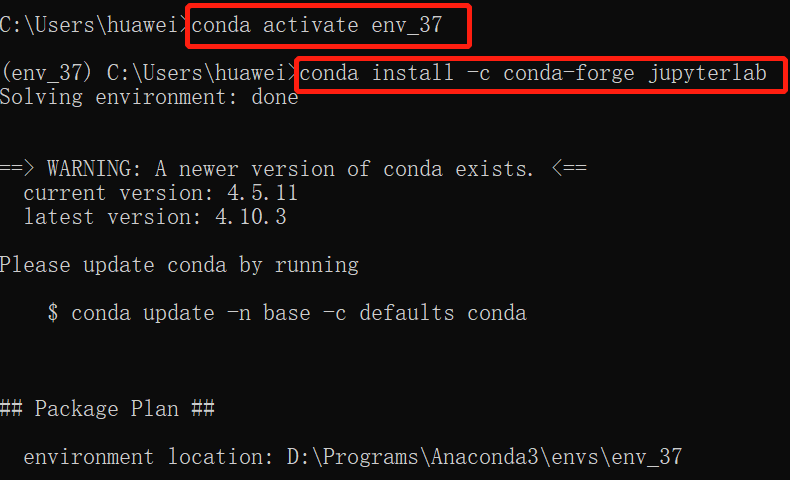 C:\Users\huawei>conda activate env_37
(env_37) C:\Users\huawei>conda install -c conda-forge jupyterlab
Solving environment: done
==> WARNING: A newer version of conda exists. <==
current version: 4.5.11
latest version: 4.10.3
Please update conda by running
$ conda update -n base -c defaults conda
## Package Plan ##
environment location: D:\Programs\Anaconda3\envs\env_37